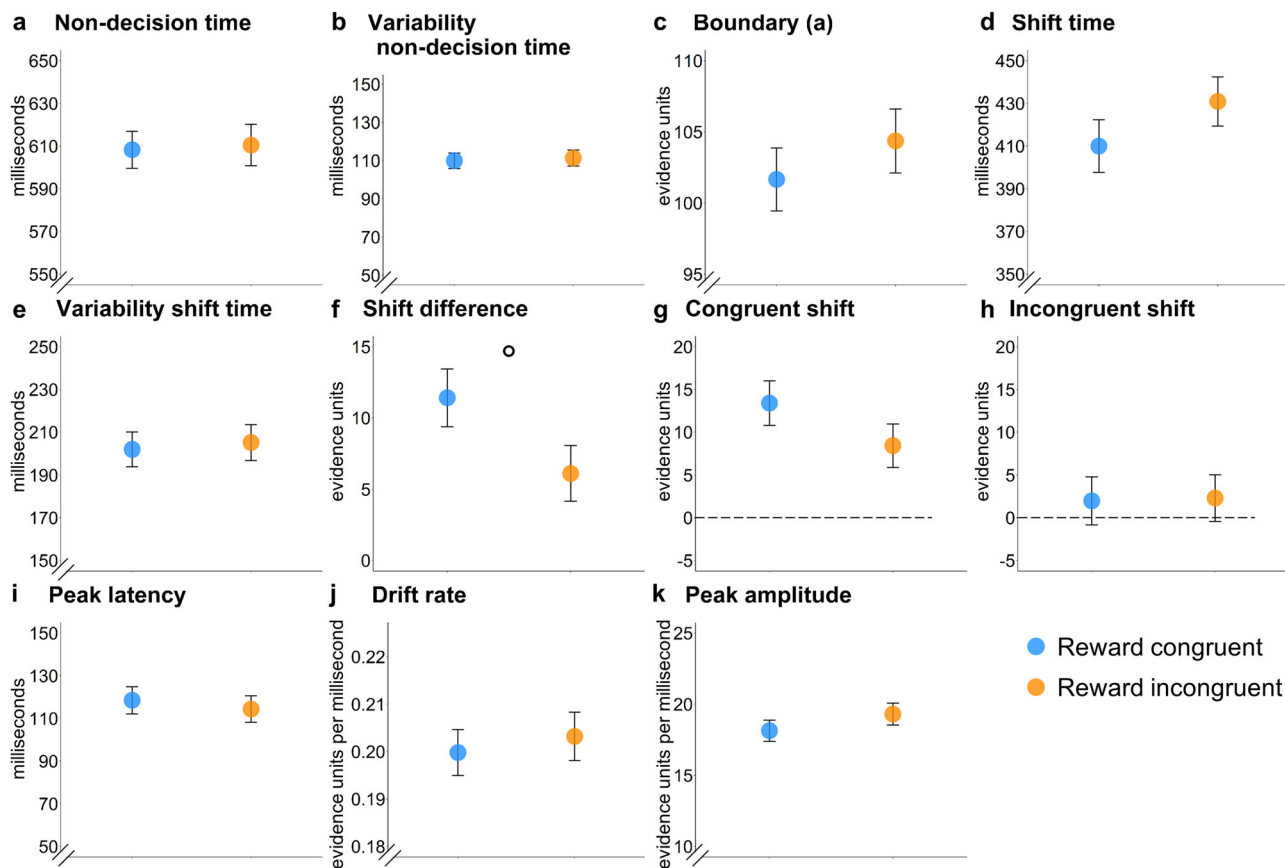 a Non-decision time
milliseconds
650
630
610
590
570
550
b Variability
non-decision time
milliseconds
150
130
110
90
70
50
c Boundary (a)
evidence units
110
105
100
95
d Shift time
milliseconds
450
430
410
390
370
350
e Variability shift time
milliseconds
250
230
210
190
170
150
f Shift difference
evidence units
15
10
5
0
g Congruent shift
evidence units
20
15
10
5
0
-5
h Incongruent shift
evidence units
20
15
10
5
0
-5
i Peak latency
milliseconds
150
130
110
90
70
50
j Drift rate
evidence units per millisecond
0.22
0.21
0.20
0.19
0.18
k Peak amplitude
evidence units per millisecond
25
20
15
10
Reward congruent
Reward incongruent